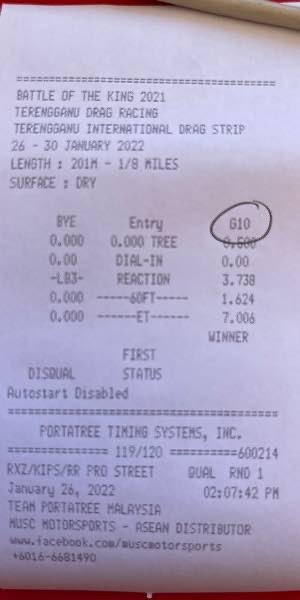 ==================================
BATTLE OF THE KING 2021
TERENGGANU DRAG RACING
TERENGGANU INTERNATIONAL DRAG STRIP
26 - 30 JANUARY 2022
LENGTH : 201M - 1/8 MILES
SURFACE : DRY
BYE Entry G10
0.000 0.000 TREE 0.500
0.00 DIAL-IN 0.00
-LB3- REACTION 3.738
0.000 ------60FT----- 1.624
0.000 ------ET----- 7.006
WINNER
FIRST
DISQUAL STATUS
Autostart Disabled
==================================
PORTATREE TIMING SYSTEMS, INC.
============== 119/120 ==========600214
RXZ/KIPS/RR PRO STREET QUAL RND 1
January 26, 2022 02:07:42 PM
TEAM PORTATREE MALAYSIA
MUSC MOTORSPORTS - ASEAN DISTRIBUTOR
www.facebook.com/muscmotorsports
+6016-6681490